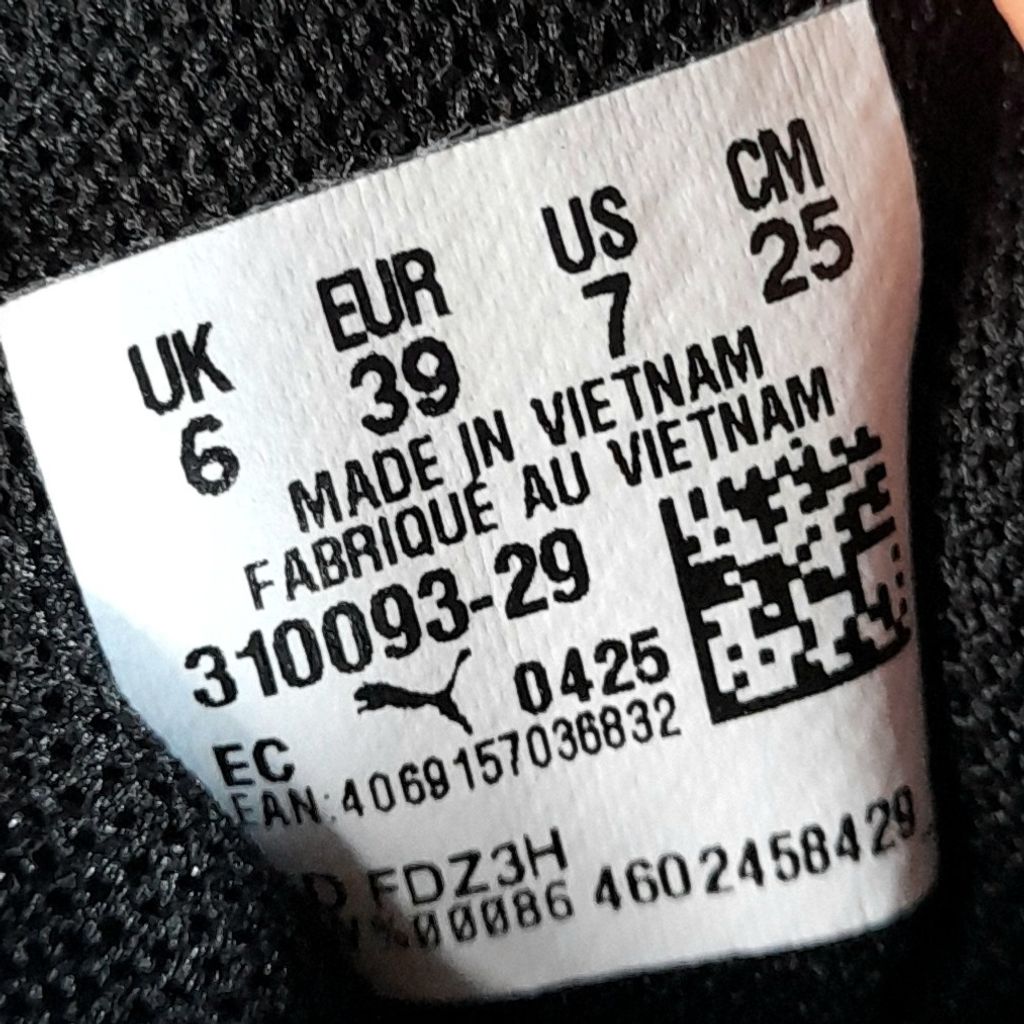 UK EUR US CM
6 39 7 25
MADE IN VIETNAM
FABRIQUE AU VIETNAM
310093-29
0425
EC
EAN:4069157036832
FDZ3H
4602458429